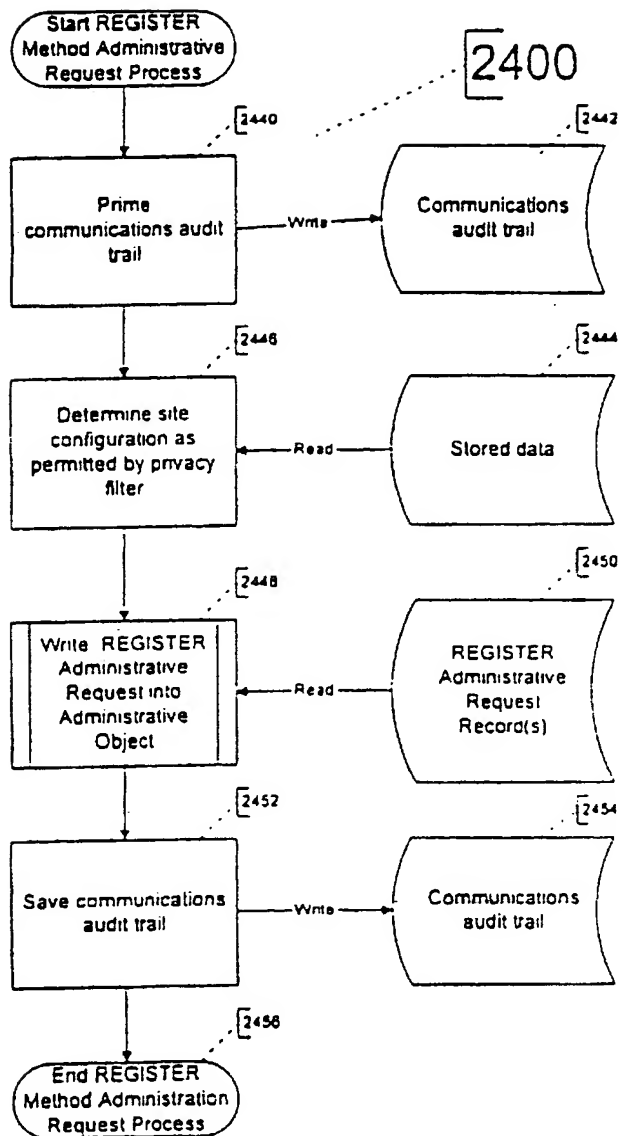 Start REGISTER
Method Administrative
Request Process
2400
2440
2442
Prime
communications audit
trail
Write
Communications
audit trail
2446
2444
Determine site
configuration as
permitted by privacy
filter
Read
Stored data
2448
2450
Write REGISTER
Administrative
Request into
Administrative
Object
Read
REGISTER
Administrative
Request
Record(s)
2452
2454
Save communications
audit trail
Write
Communications
audit trail
2456
End REGISTER
Method Administration
Request Process